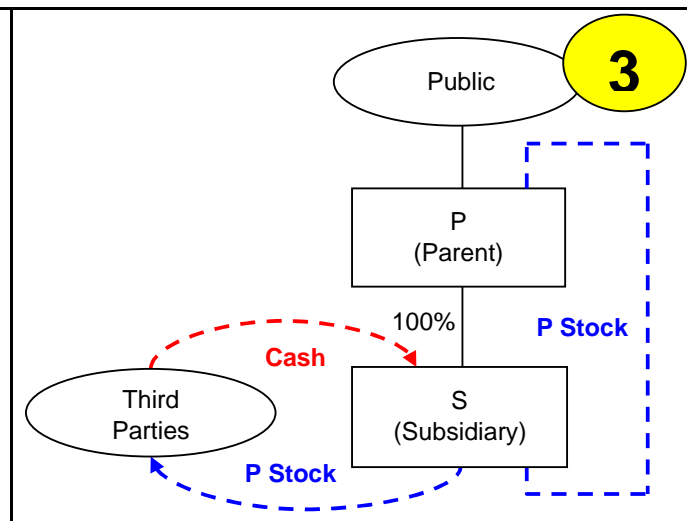 3
Public
P
(Parent)
100%
P Stock
Cash
Third
Parties
S
(Subsidiary)
P Stock